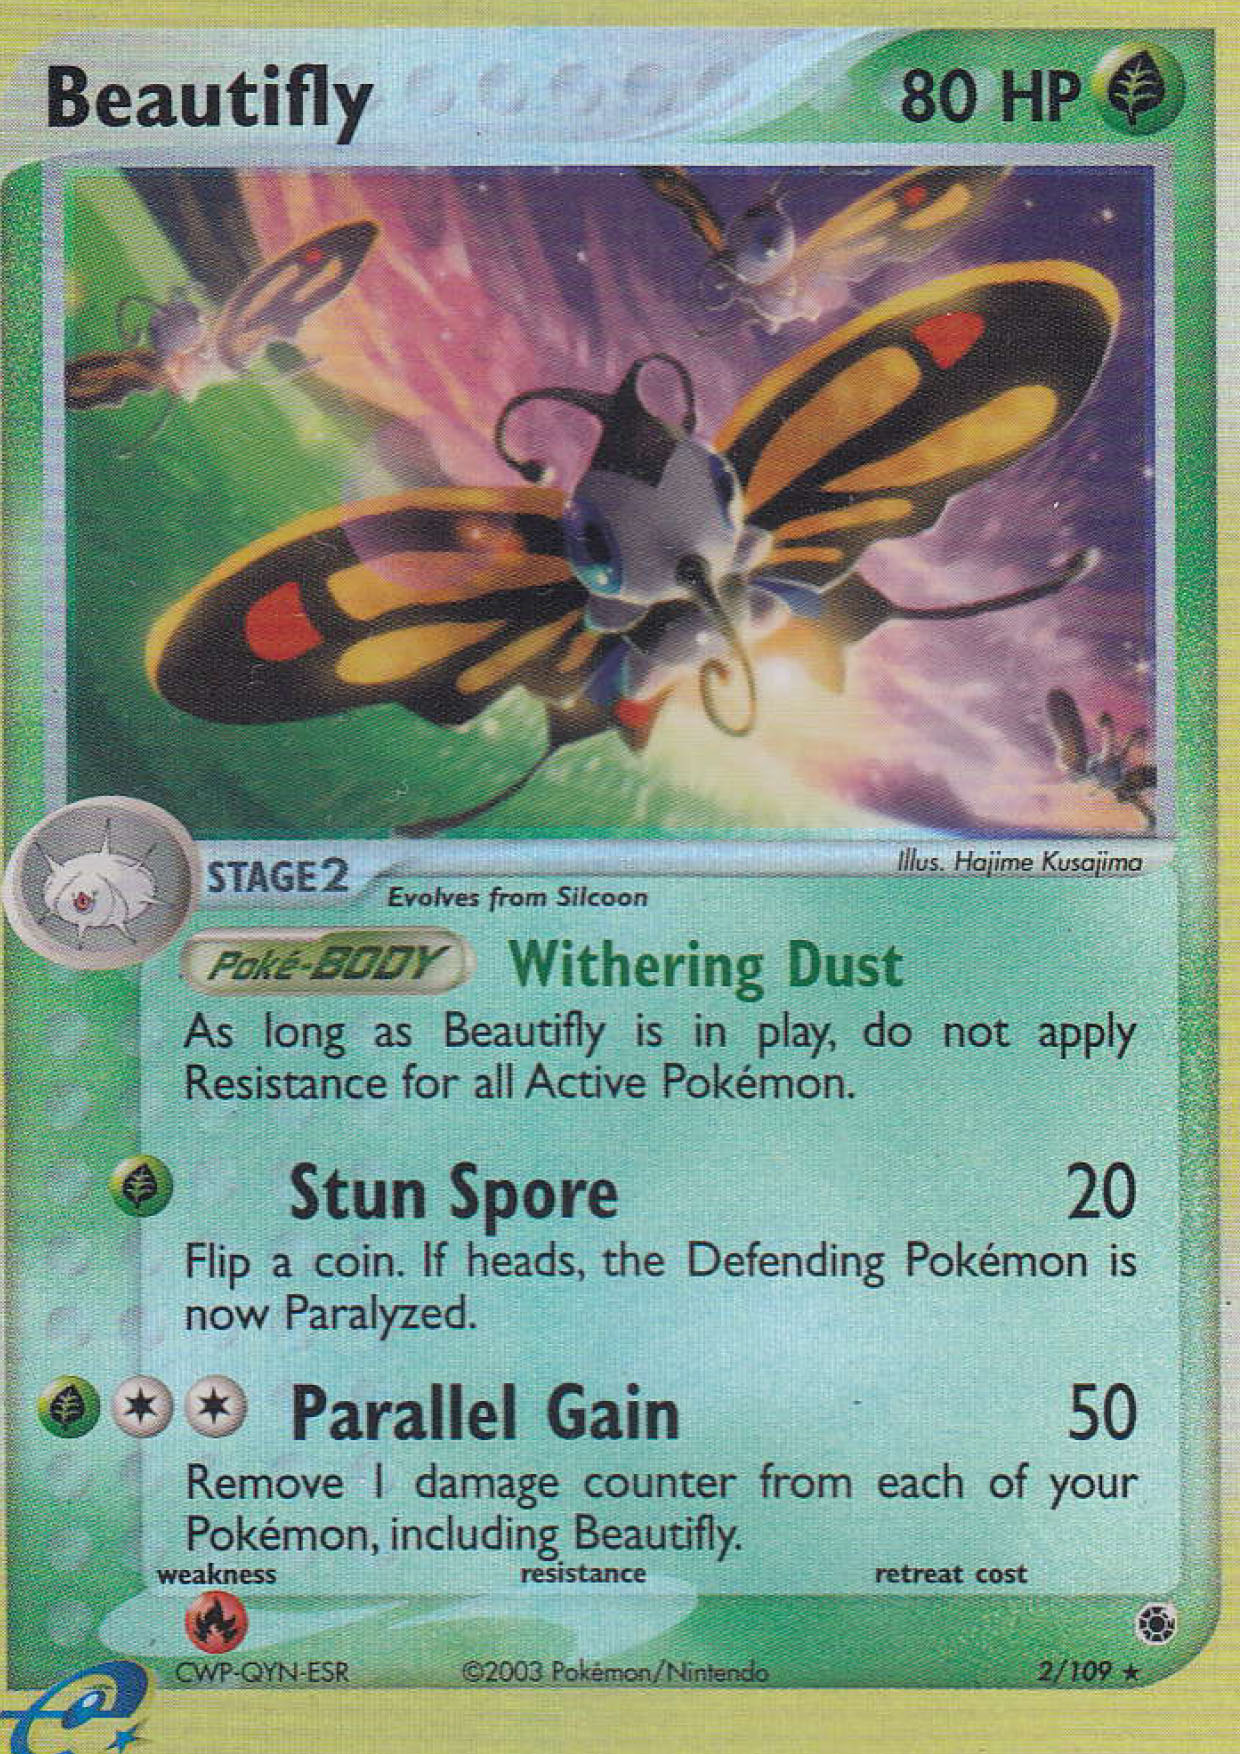 Beautifly 80 HP
Illus. Hajime Kusajima
STAGE2
Evolves from Silcoon
Poké-BODY Withering Dust
As long as Beautifly is in play, do not apply
Resistance for all Active Pokémon.
Stun Spore 20
Flip a coin. If heads, the Defending Pokémon is
now Paralyzed.
Parallel Gain 50
Remove 1 damage counter from each of your
Pokémon, including Beautifly.
weakness resistance retreat cost
CWP-QYN-ESR ©2003 Pokémon/Nintendo 2/109 ★
e